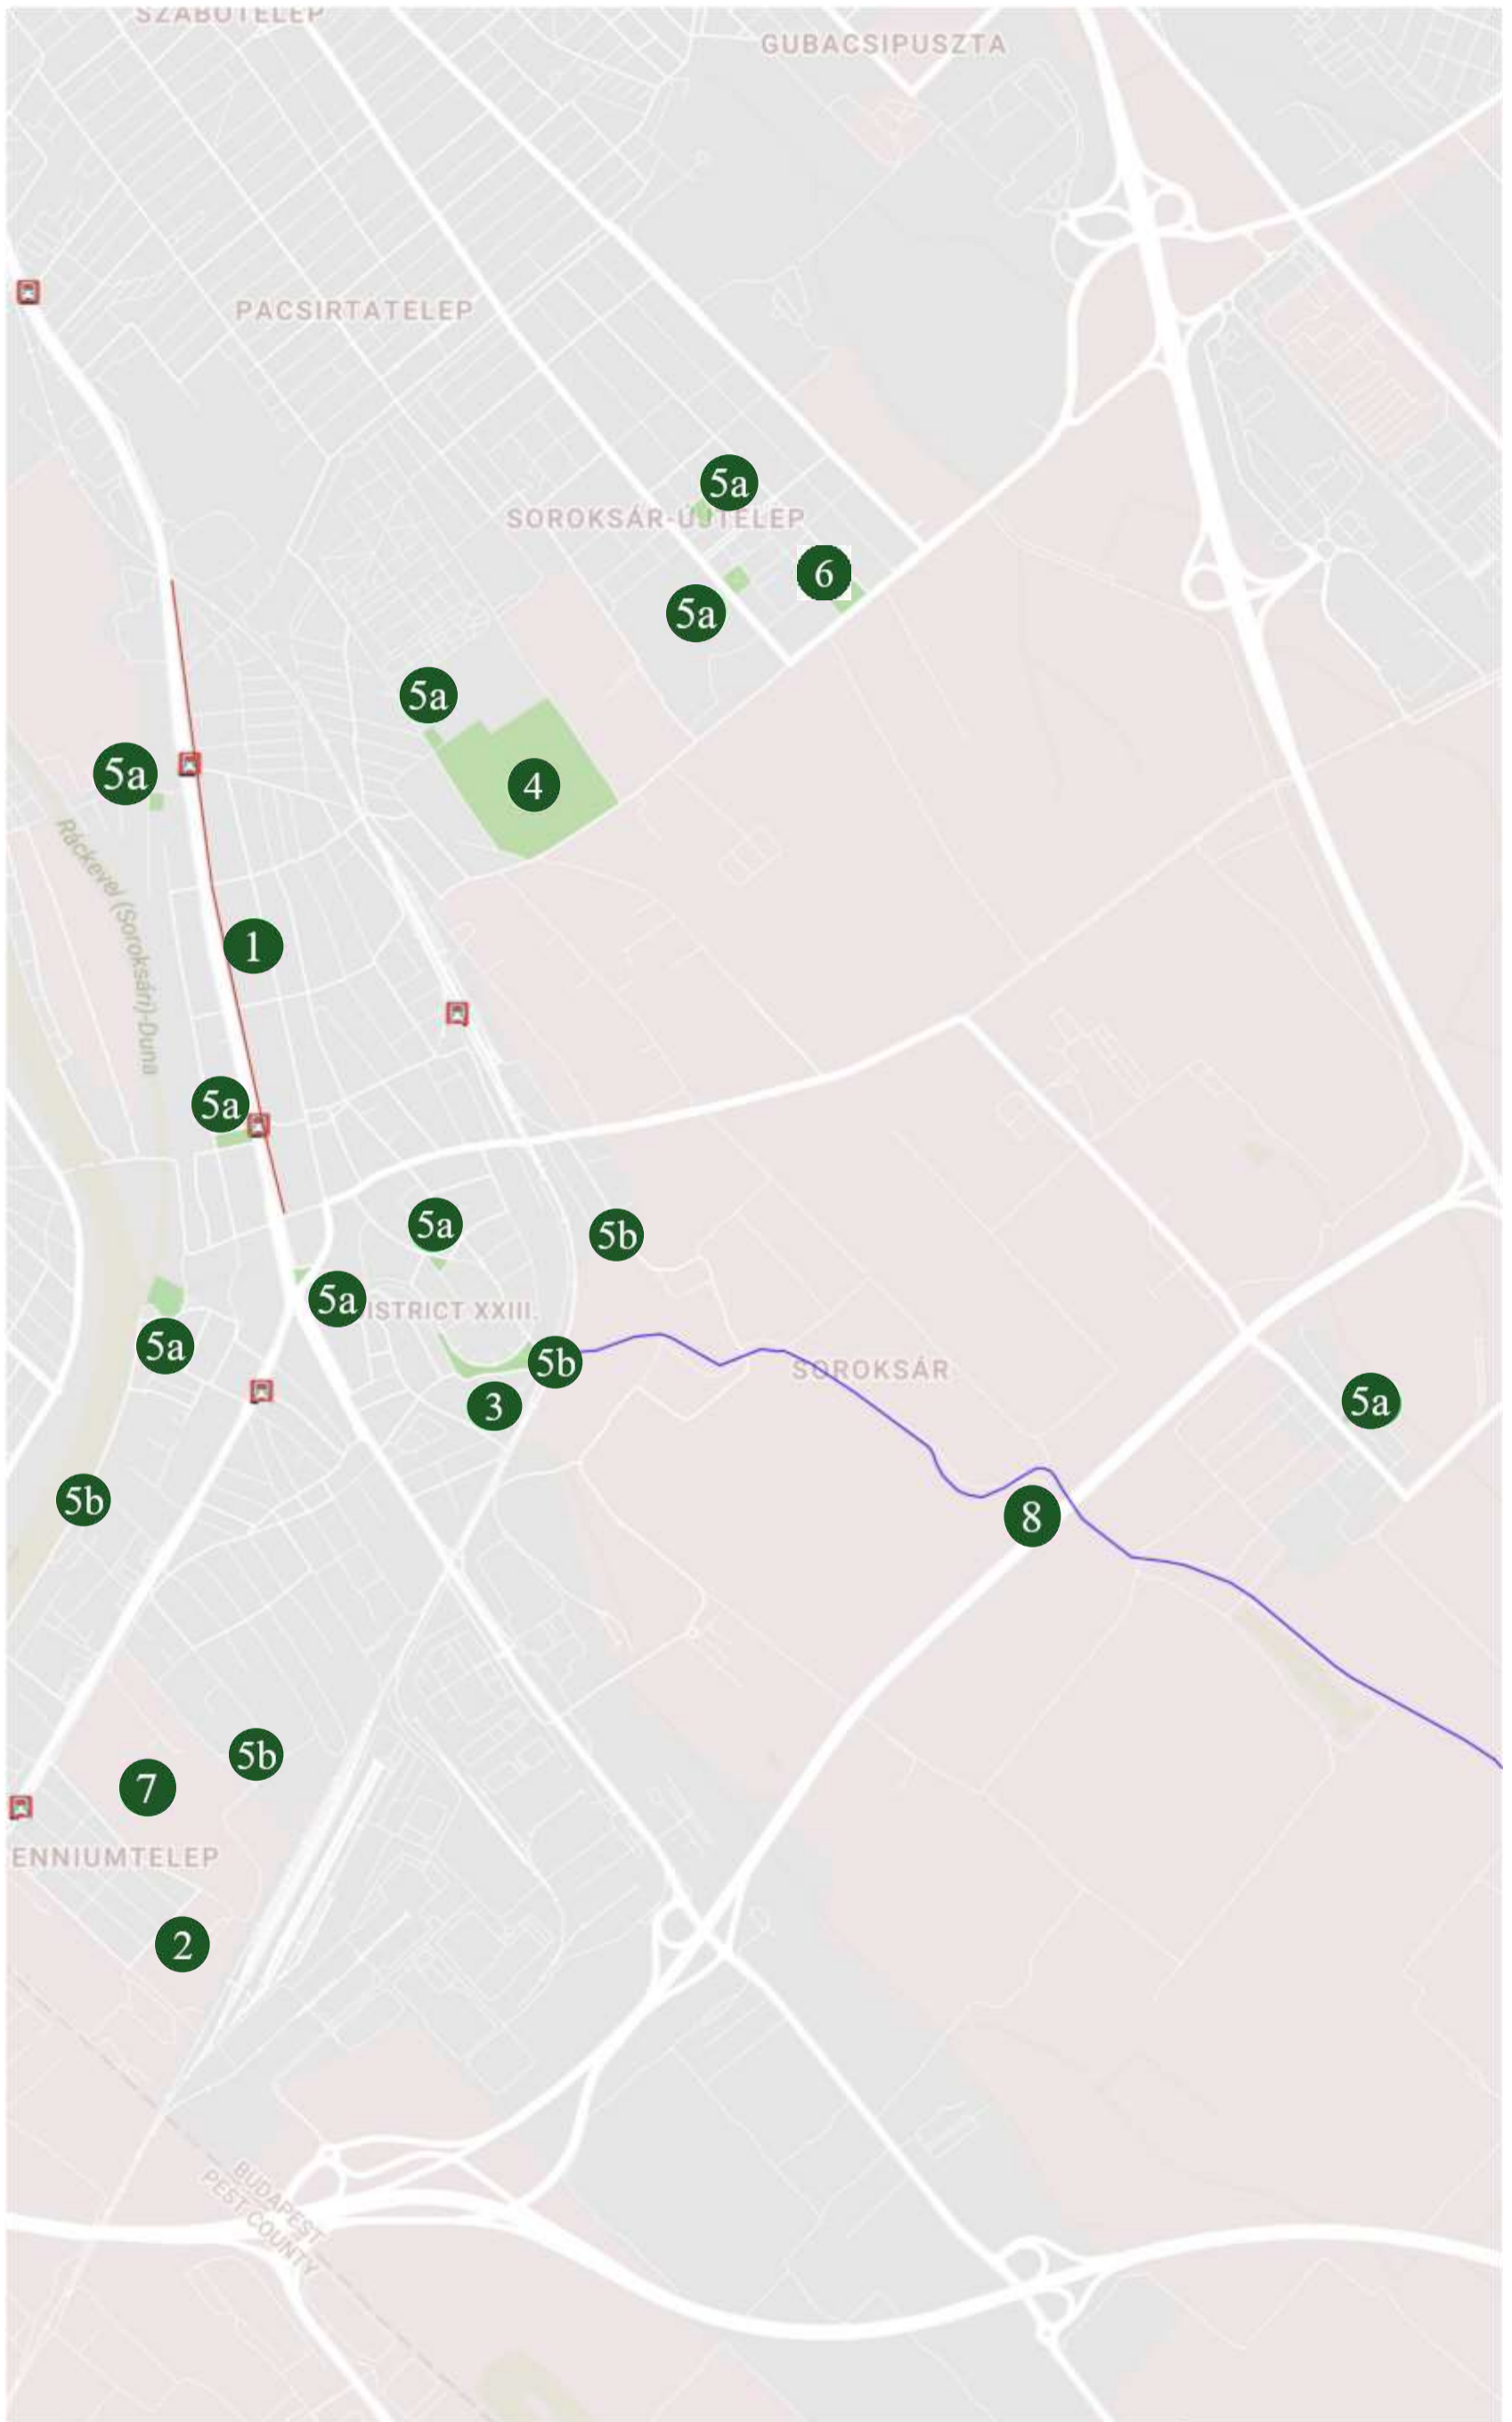 SZABÓTELEP
GUBACSIPUSZTA
PACSIRTATELEP
5a
SOROKSÁR-ÚJTELEP
6
5a
5a
5a
4
Ráckevei (Soroksári)-Duna
1
5a
5a
5b
5a
ISTRICT XXIII.
5a
5b
SOROKSÁR
5a
3
5b
8
5b
7
ENNIUMTELEP
2
BUDAPEST
PEST COUNTY